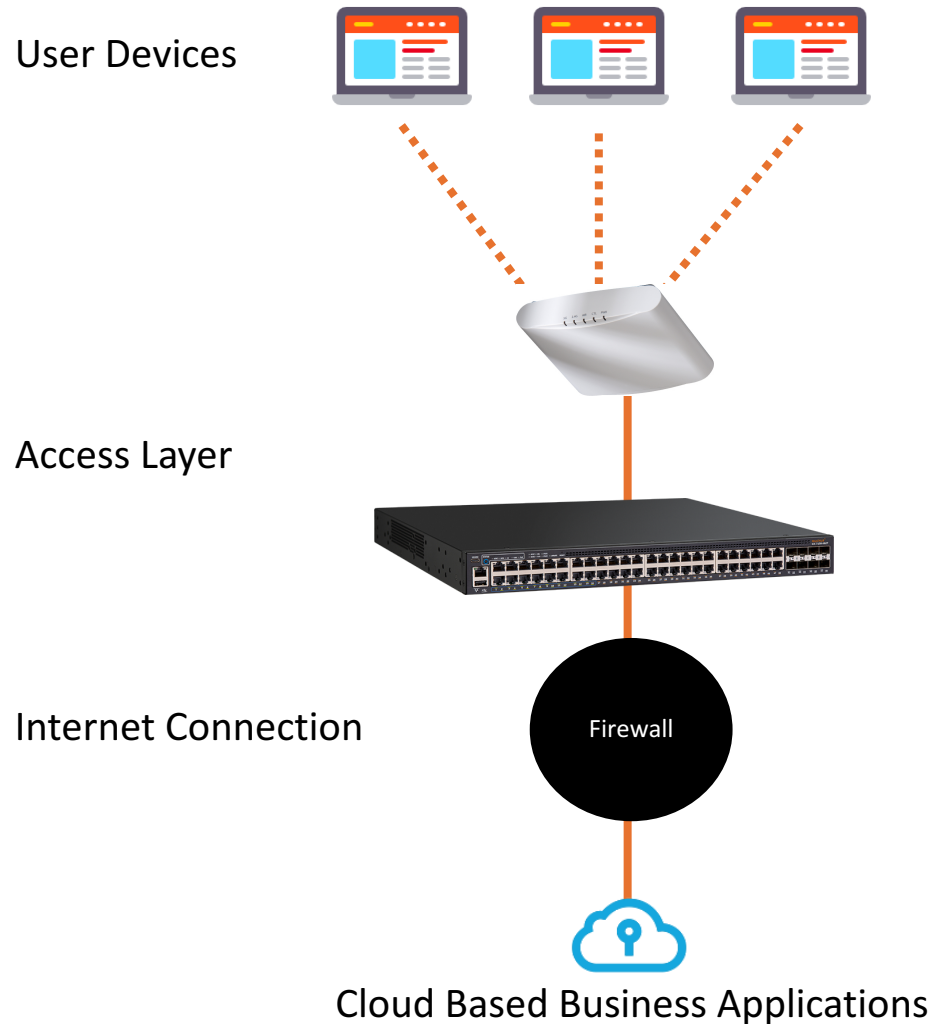 User Devices
Access Layer
Internet Connection
Firewall
Cloud Based Business Applications